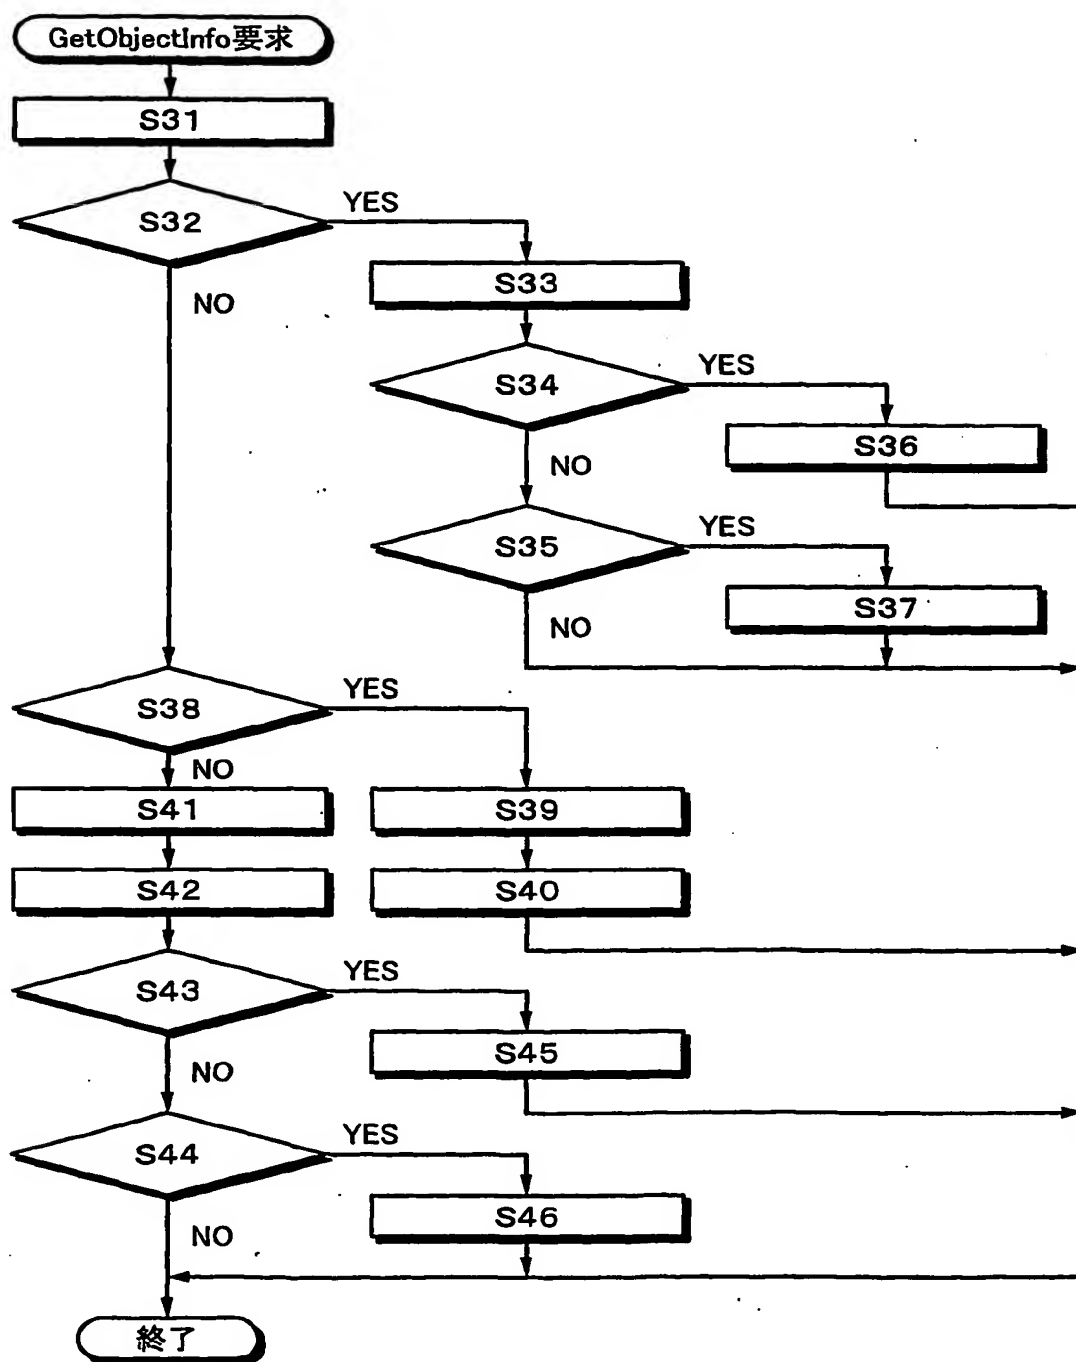 GetObjectInfo要求
S31
S32
YES
NO
S33
S34
YES
NO
S36
S35
YES
NO
S37
S38
YES
NO
S41
S39
S42
S40
S43
YES
NO
S45
S44
YES
NO
S46
終了